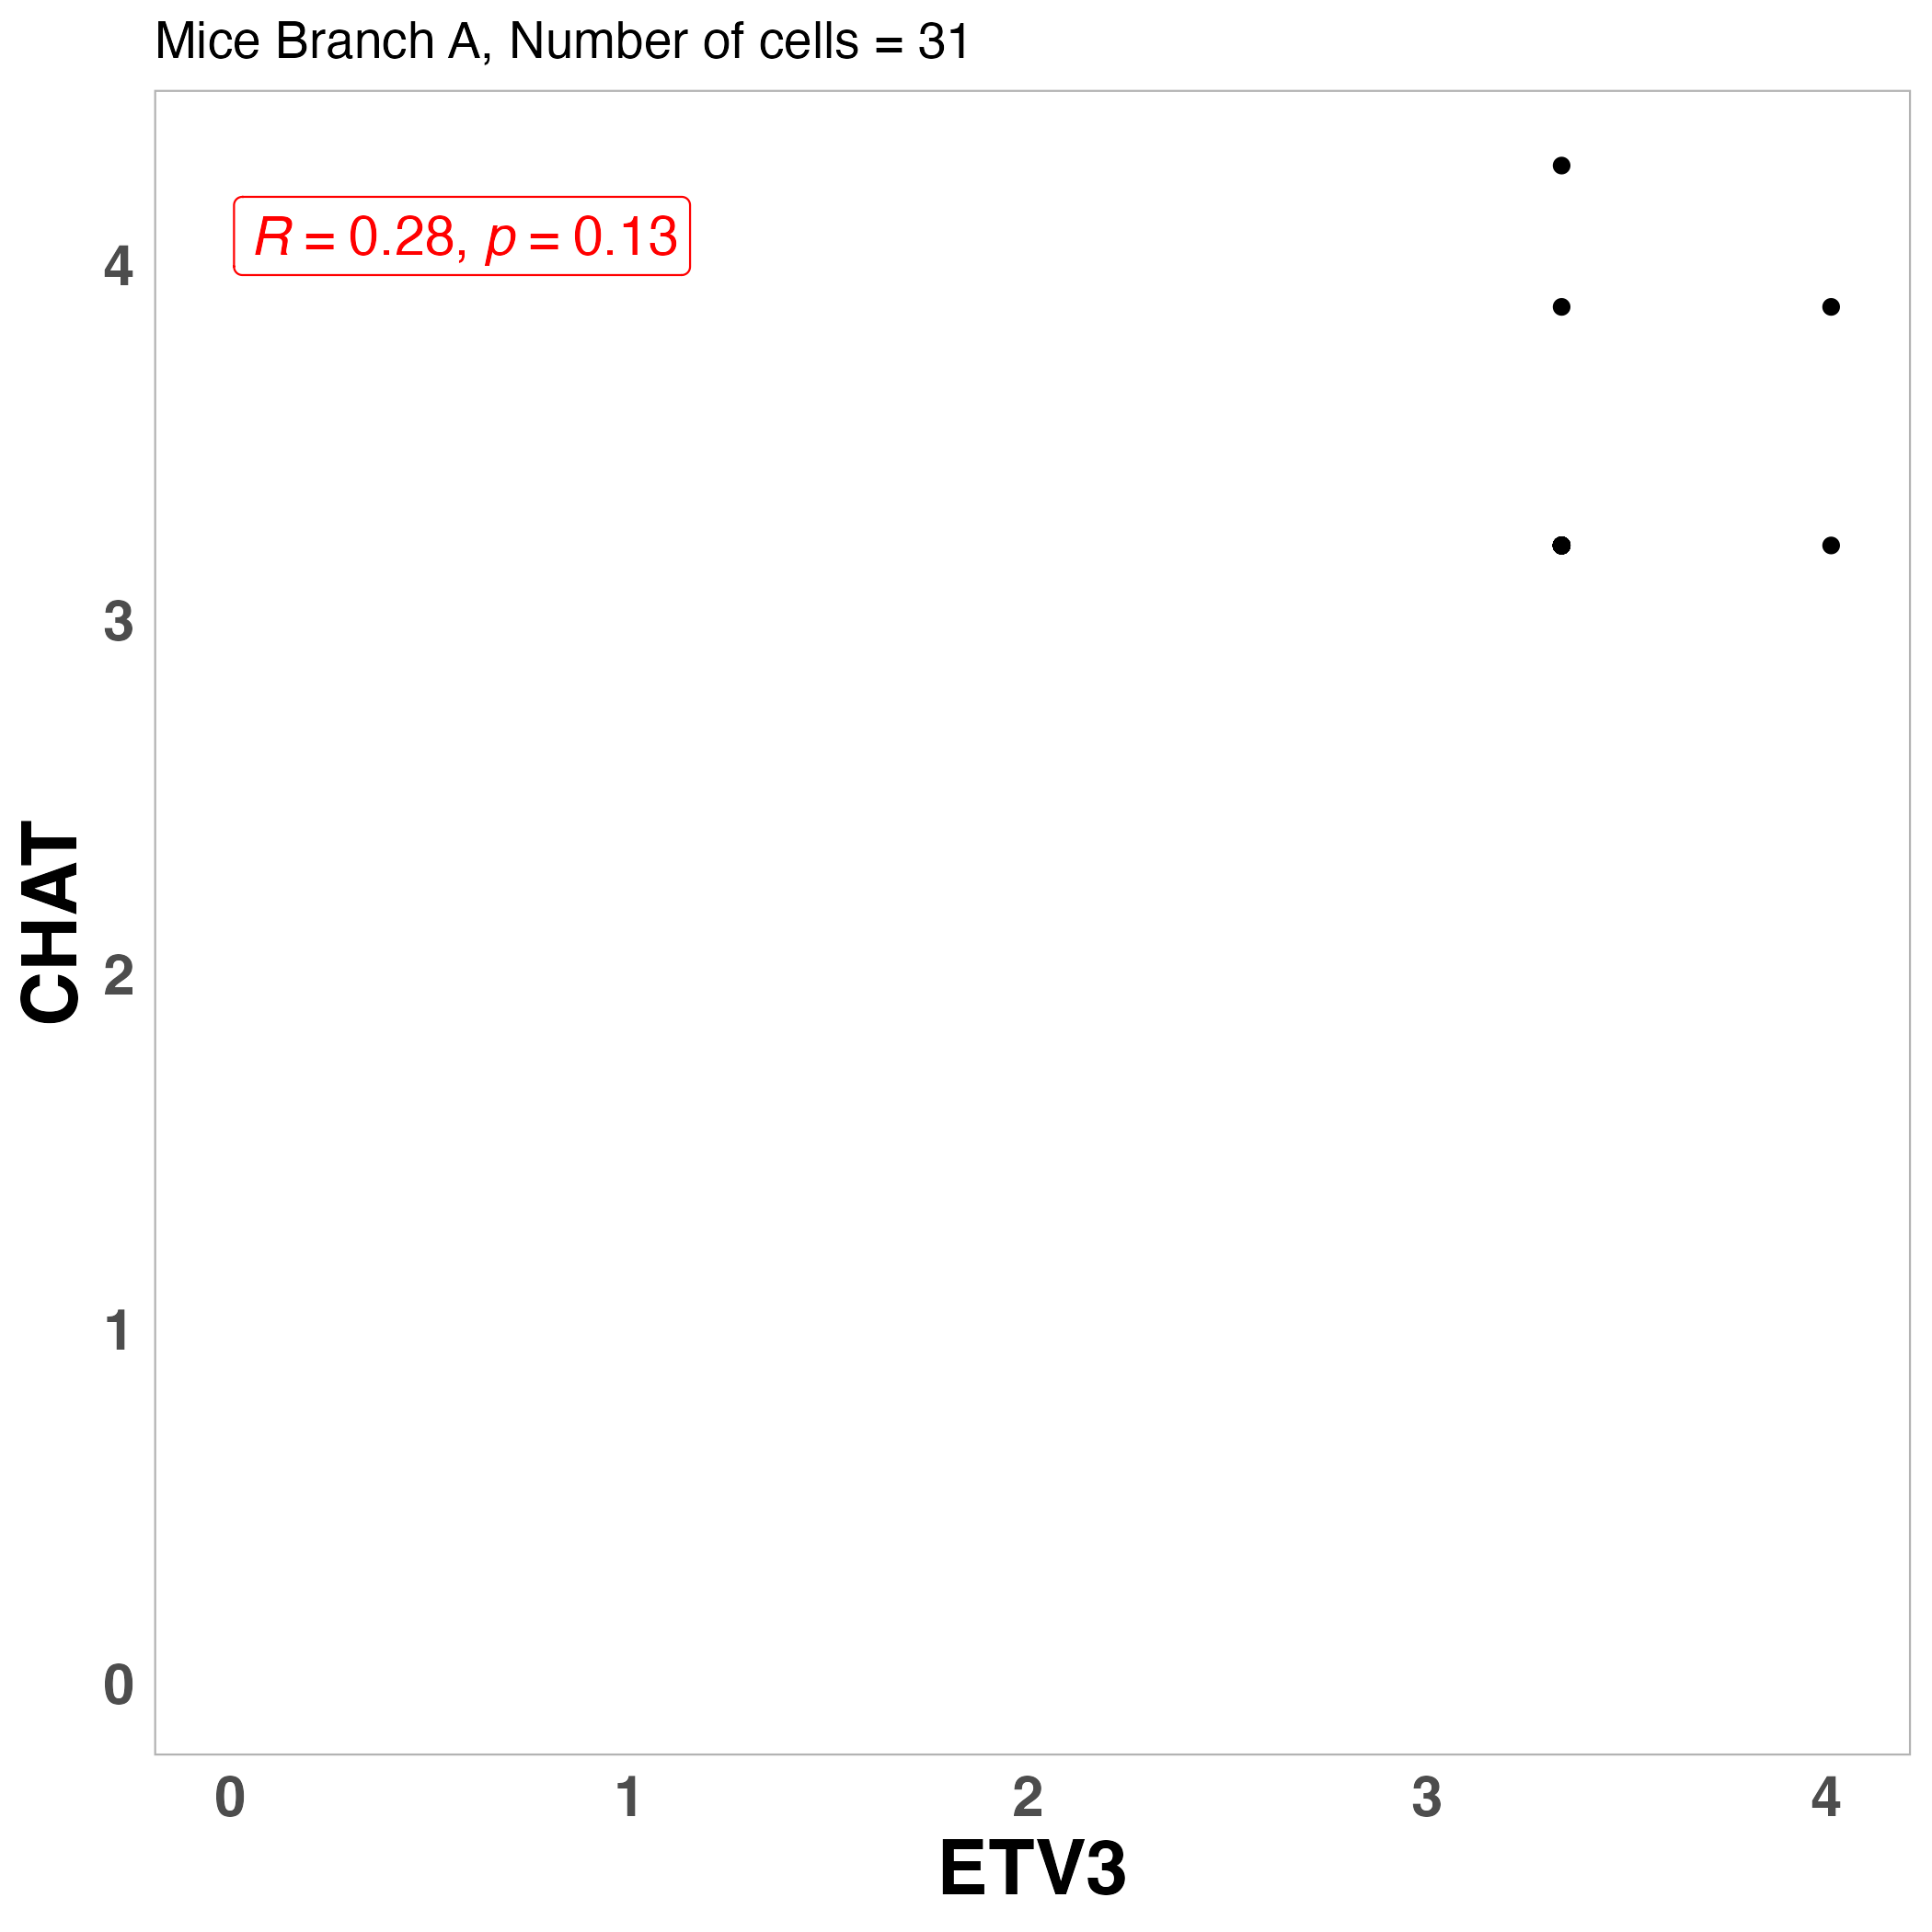 Mice Branch A, Number of cells = 31
R = 0.28, p = 0.13
4
3
2
1
0
CHAT
0 1 2 3 4
ETV3